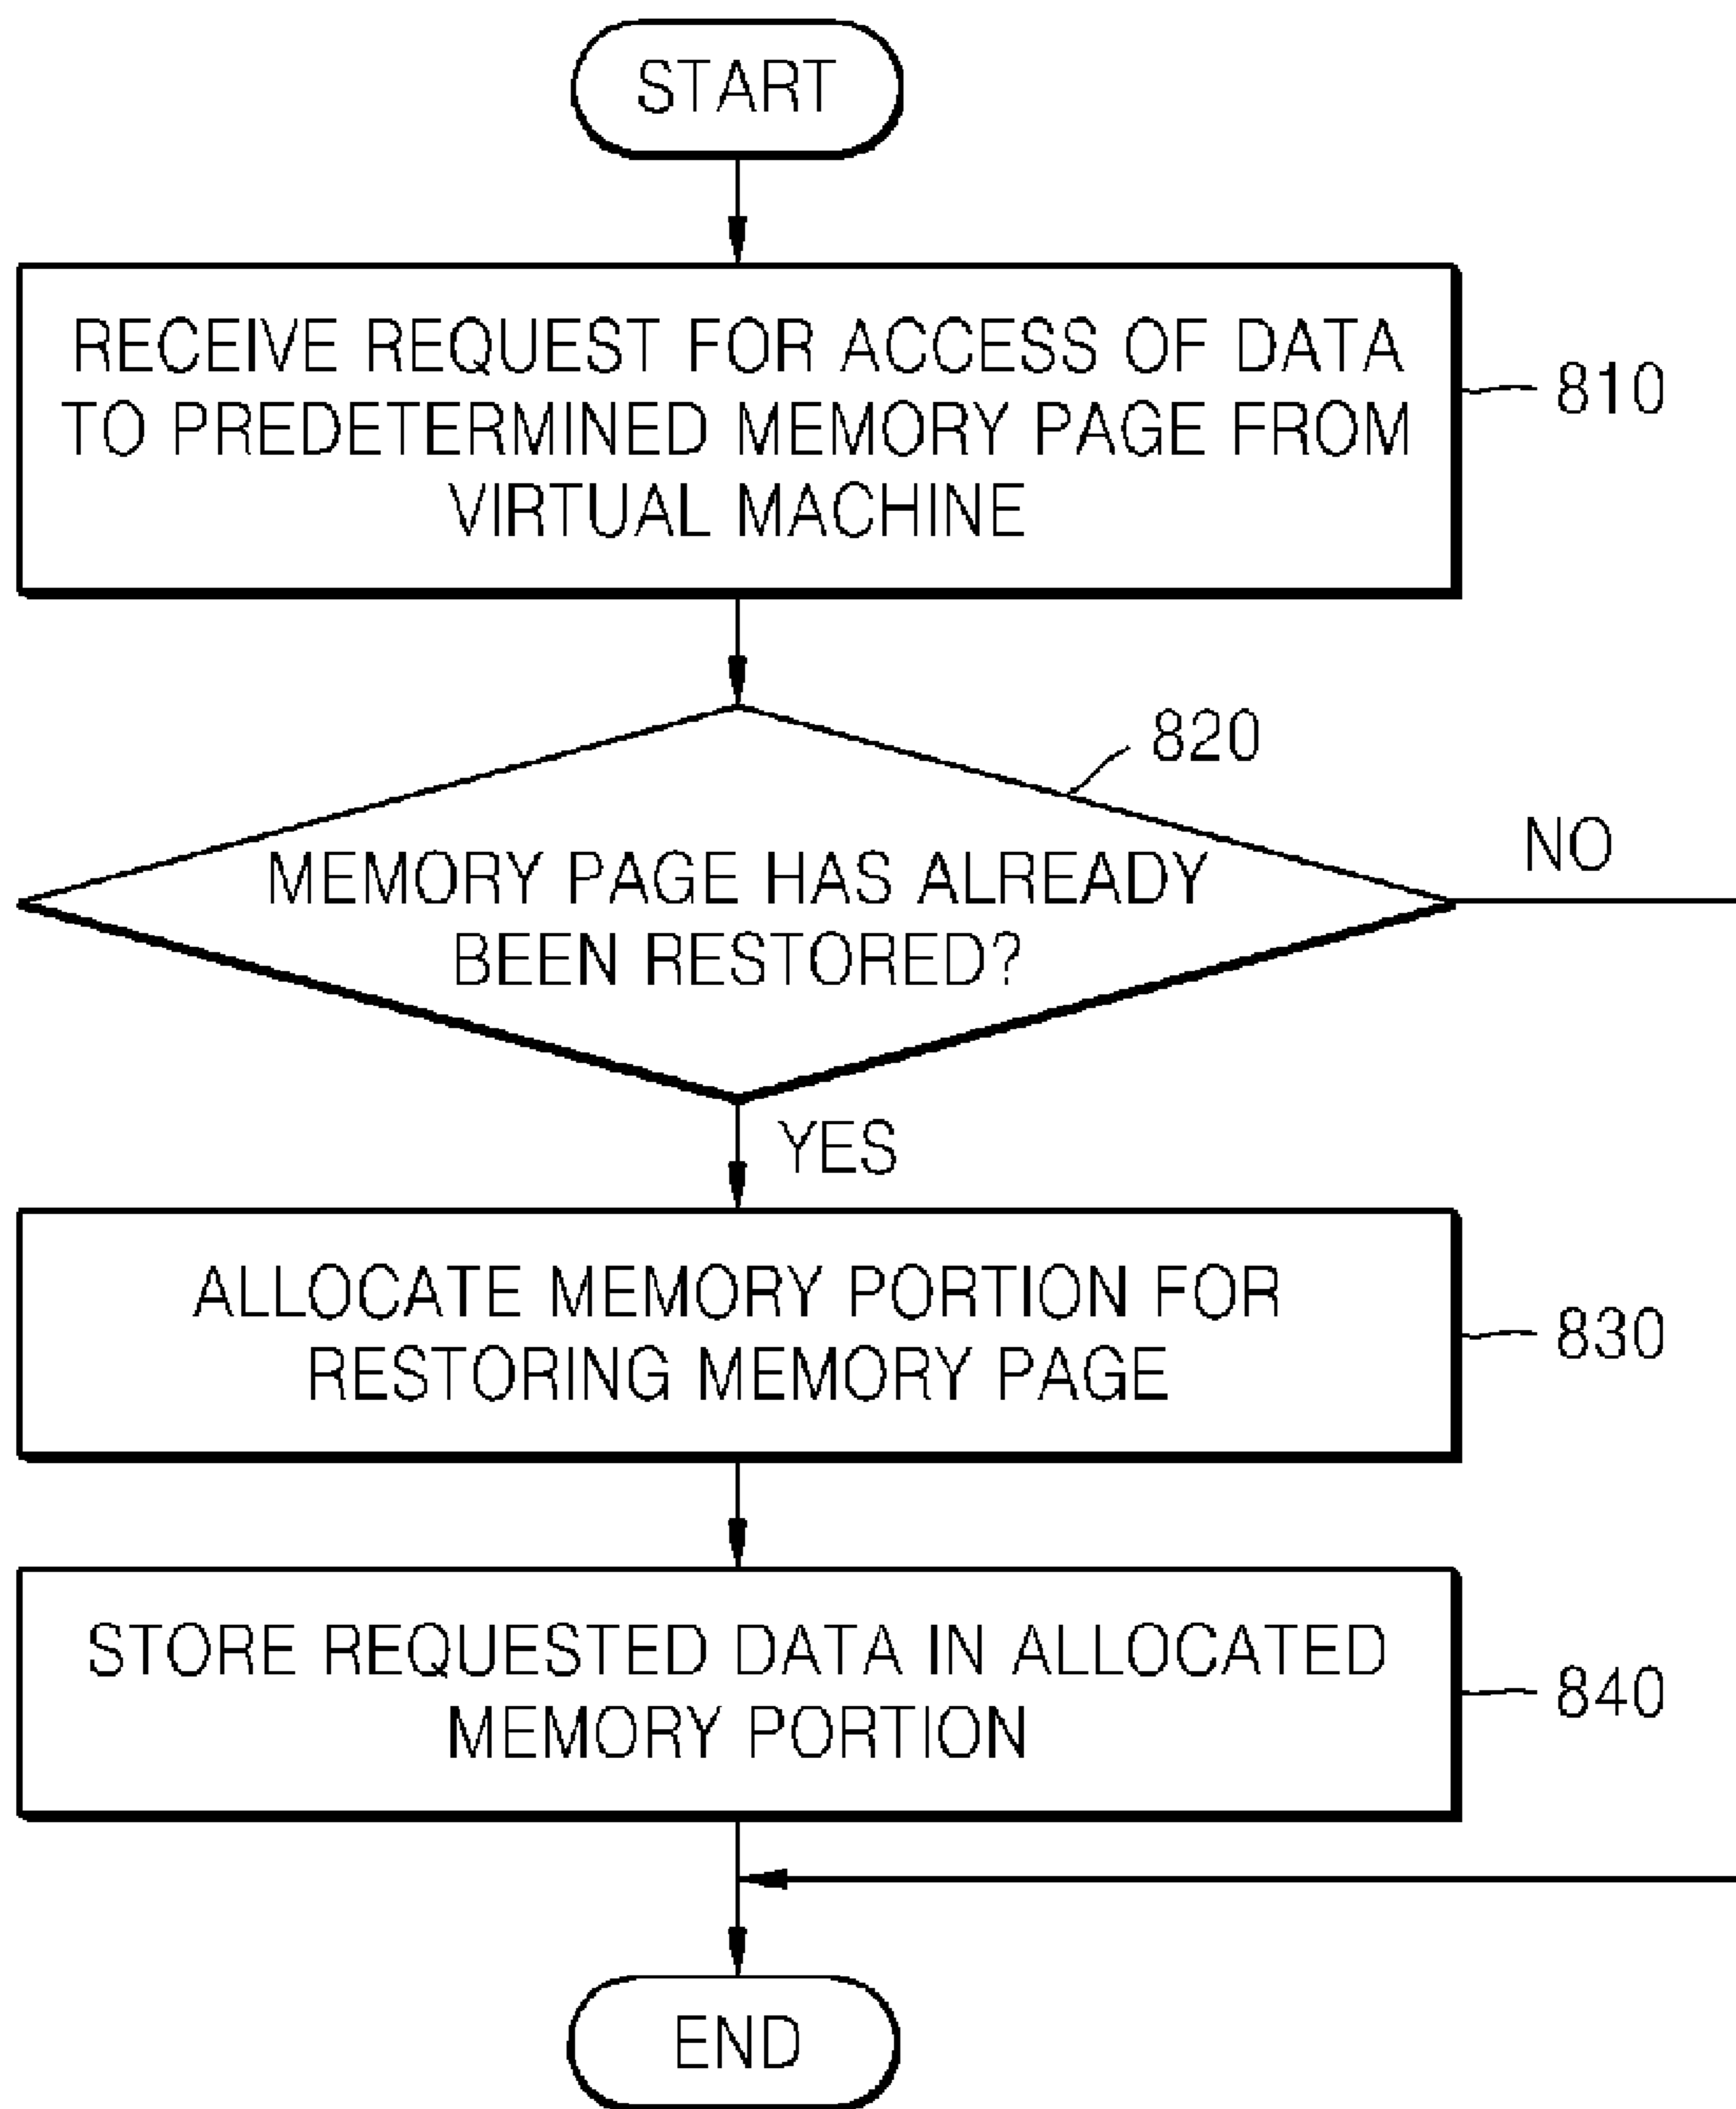 START
RECEIVE REQUEST FOR ACCESS OF DATA
TO PREDETERMINED MEMORY PAGE FROM
VIRTUAL MACHINE
810
820
MEMORY PAGE HAS ALREADY
BEEN RESTORED?
NO
YES
ALLOCATE MEMORY PORTION FOR
RESTORING MEMORY PAGE
830
STORE REQUESTED DATA IN ALLOCATED
MEMORY PORTION
840
END